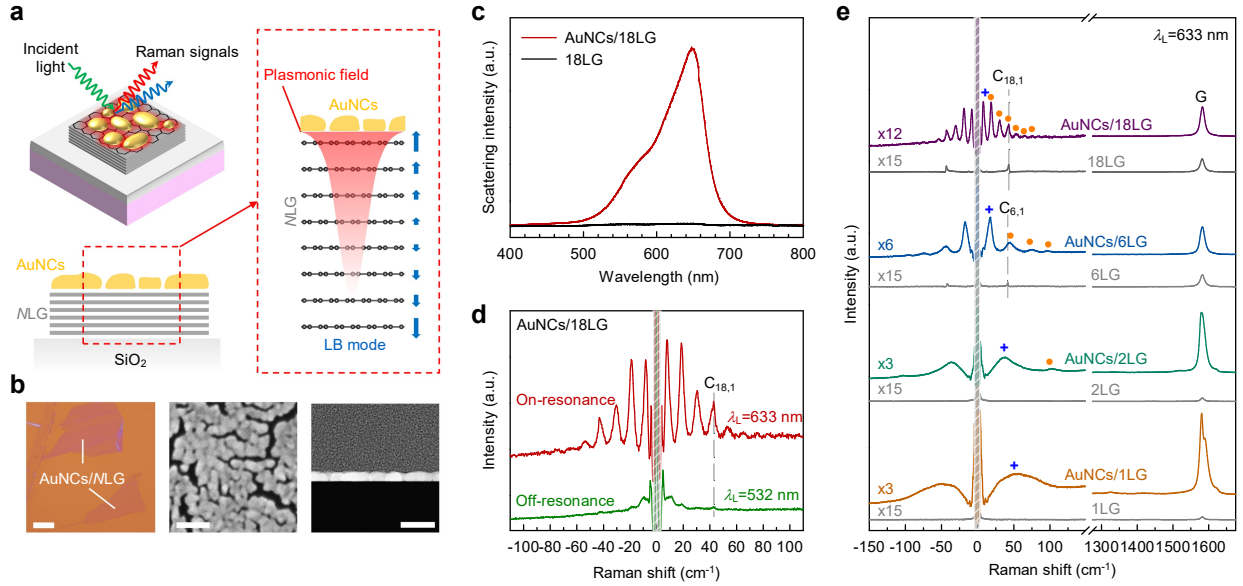 a
Incident
light
Raman signals
Plasmonic field
AuNCs
NLG
LB mode
AuNCs
NLG
SiO2
b
AuNCs/NLG
c
AuNCs/18LG
18LG
Scattering intensity (a.u.)
400 500 600 700 800
Wavelength (nm)
d
AuNCs/18LG
C18,1
On-resonance
λL=633 nm
Off-resonance
λL=532 nm
Intensity (a.u.)
-100 -80 -60 -40 -20 0 20 40 60 80 100
Raman shift (cm-1)
e
λL=633 nm
C18,1
G
x12
AuNCs/18LG
x15
18LG
C6,1
x6
AuNCs/6LG
x15
6LG
x3
AuNCs/2LG
x15
2LG
x3
AuNCs/1LG
x15
1LG
Intensity (a.u.)
-150 -100 -50 0 50 100 1300 1400 1500 1600
Raman shift (cm-1)